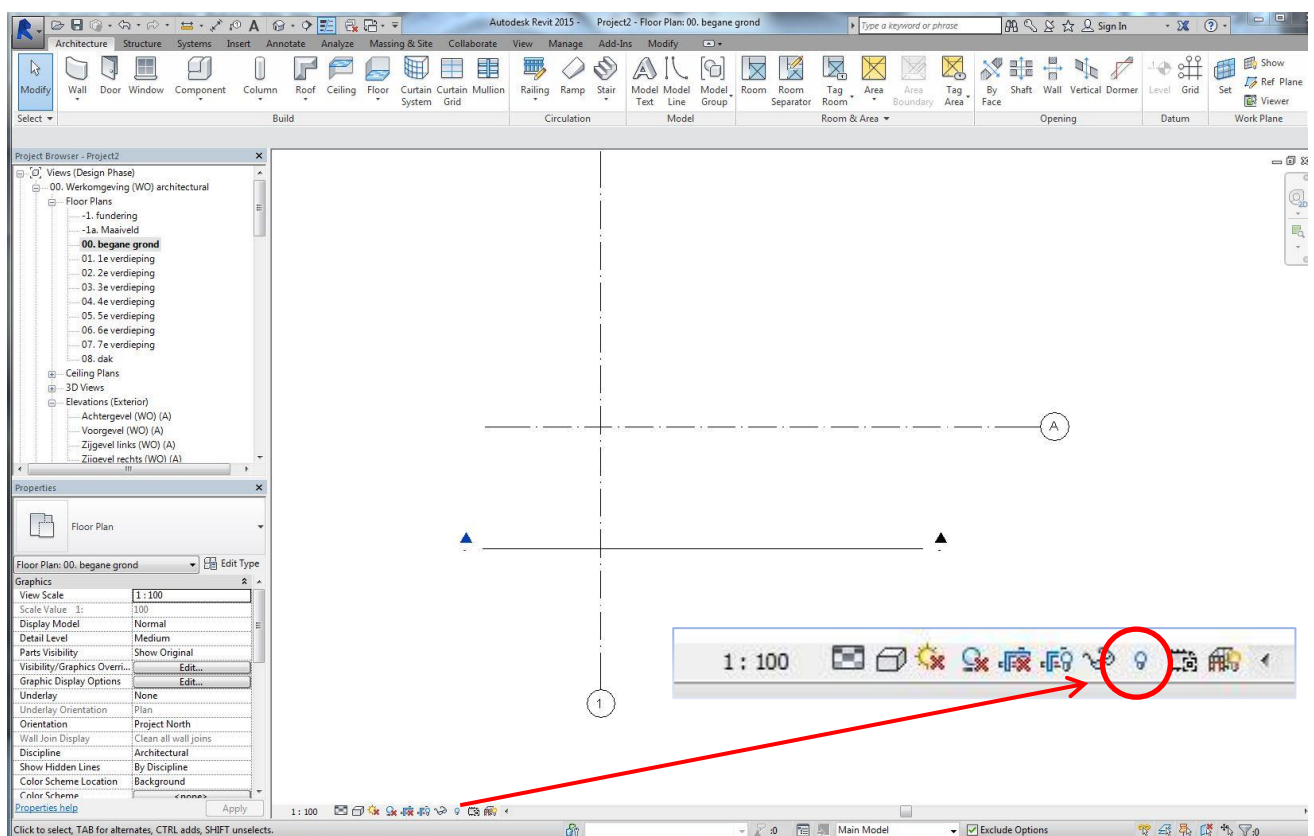 Autodesk Revit 2015 - Project2 - Floor Plan: 00. begane grond
Type a keyword or phrase
Sign In
Architecture Structure Systems Insert Annotate Analyze Massing & Site Collaborate View Manage Add-Ins Modify
Modify Wall Door Window Component Column Roof Ceiling Floor Curtain System Curtain Grid Mullion Railing Ramp Stair Model Text Model Line Model Group Room Room Separator Tag Room Area Area Boundary Tag Area By Face Shaft Wall Vertical Dormer Level Grid Set Show Ref Plane Viewer
Select Build Circulation Model Room & Area Opening Datum Work Plane
Project Browser - Project2
Views (Design Phase)
00. Werkomgeving (WO) architectural
Floor Plans
-1. fundering
-1a. Maaiveld
00. begane grond
01. 1e verdieping
02. 2e verdieping
03. 3e verdieping
04. 4e verdieping
05. 5e verdieping
06. 6e verdieping
07. 7e verdieping
08. dak
Ceiling Plans
3D Views
Elevations (Exterior)
Achtergevel (WO) (A)
Voorgevel (WO) (A)
Zijgevel links (WO) (A)
Zijgevel rechts (WO) (A)
Properties
Floor Plan
Floor Plan: 00. begane grond Edit Type
Graphics
View Scale 1 : 100
Scale Value 1: 100
Display Model Normal
Detail Level Medium
Parts Visibility Show Original
Visibility/Graphics Overri... Edit...
Graphic Display Options Edit...
Underlay None
Underlay Orientation Plan
Orientation Project North
Wall Join Display Clean all wall joins
Discipline Architectural
Show Hidden Lines By Discipline
Color Scheme Location Background
Color Scheme <none>
Properties help Apply
A
1
1 : 100
1 : 100
Click to select, TAB for alternates, CTRL adds, SHIFT unselects.
:0 Main Model Exclude Options :0